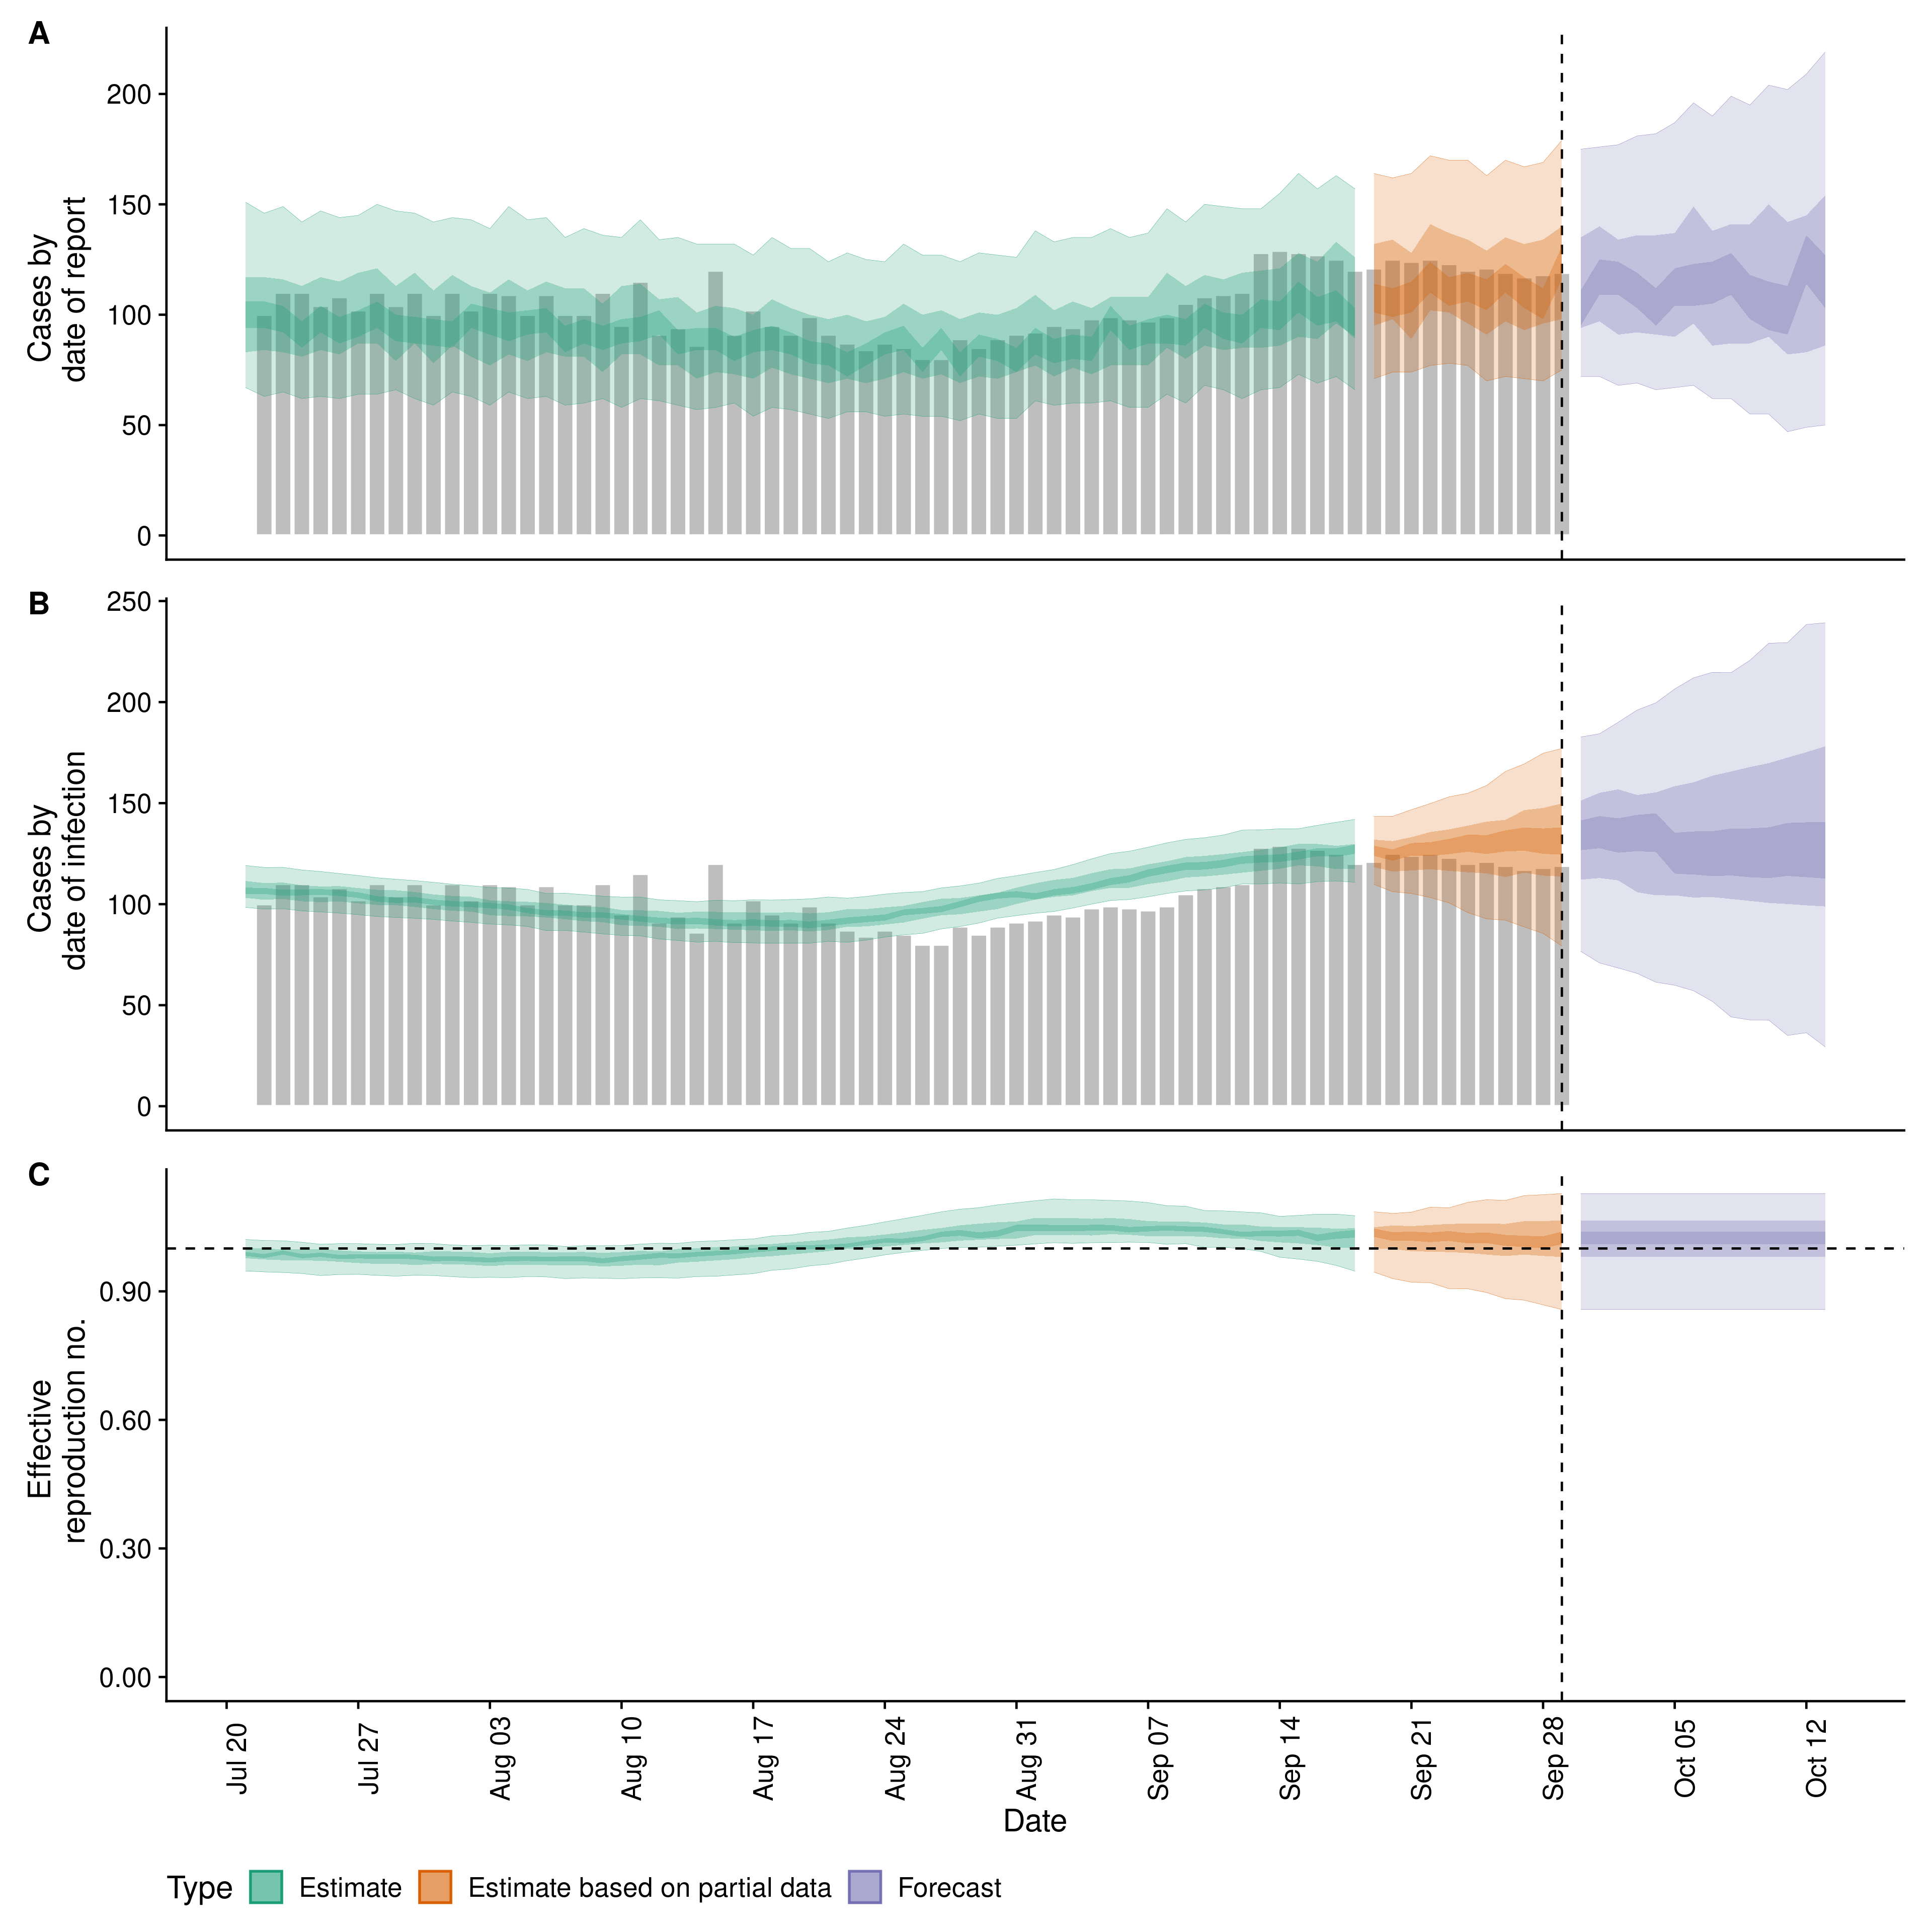 A
Cases by
date of report
200
150
100
50
0
B
Cases by
date of infection
250
200
150
100
50
0
C
Effective
reproduction no.
0.90
0.60
0.30
0.00
Jul 20
Jul 27
Aug 03
Aug 10
Aug 17
Aug 24
Aug 31
Sep 07
Sep 14
Sep 21
Sep 28
Oct 05
Oct 12
Date
Type
Estimate
Estimate based on partial data
Forecast